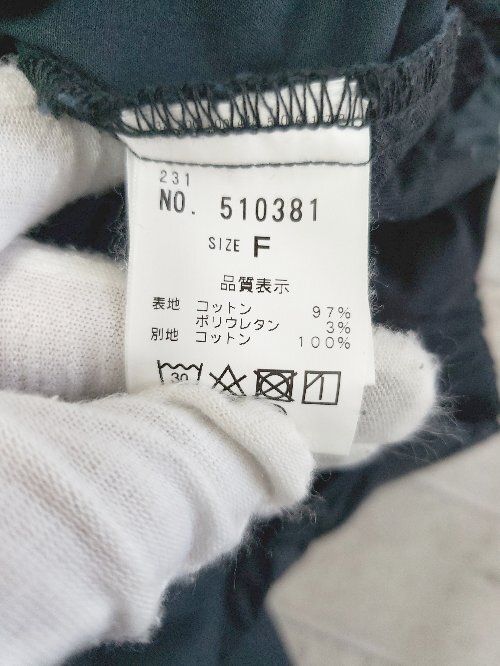 231
NO. 510381
SIZE F
品質表示
表地 コットン 97%
ポリウレタン 3%
別地 コットン 100%
30